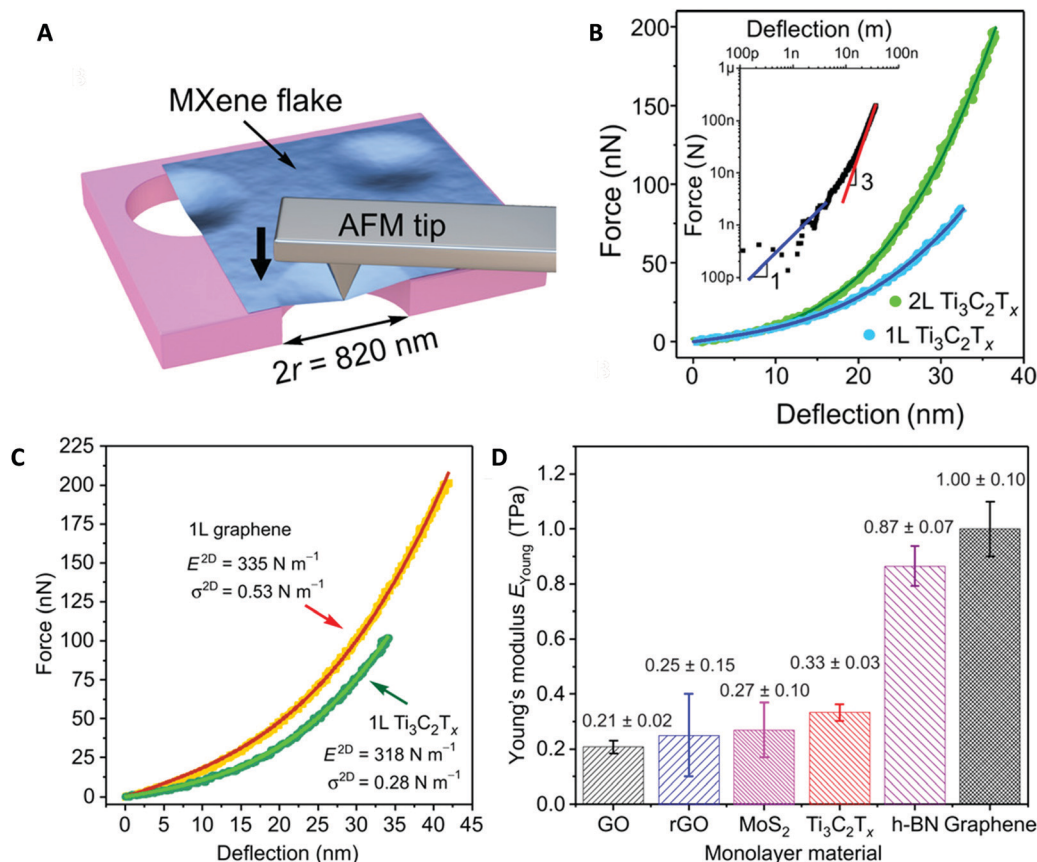 A
MXene flake
AFM tip
2r = 820 nm
B
Deflection (m)
100p 1n 10n 100n
1μ
100n
10n
1n
100p
Force (N)
3
1
200
150
100
50
0
Force (nN)
2L Ti₃C₂Tₓ
1L Ti₃C₂Tₓ
0 10 20 30 40
Deflection (nm)
C
225
200
175
150
125
100
75
50
25
0
Force (nN)
1L graphene
E²ᴰ = 335 N m⁻¹
σ²ᴰ = 0.53 N m⁻¹
1L Ti₃C₂Tₓ
E²ᴰ = 318 N m⁻¹
σ²ᴰ = 0.28 N m⁻¹
0 5 10 15 20 25 30 35 40 45
Deflection (nm)
D
1.2
1.0
0.8
0.6
0.4
0.2
0.0
Young's modulus E_Young (TPa)
0.21 ± 0.02
0.25 ± 0.15
0.27 ± 0.10
0.33 ± 0.03
0.87 ± 0.07
1.00 ± 0.10
GO rGO MoS₂ Ti₃C₂Tₓ h-BN Graphene
Monolayer material